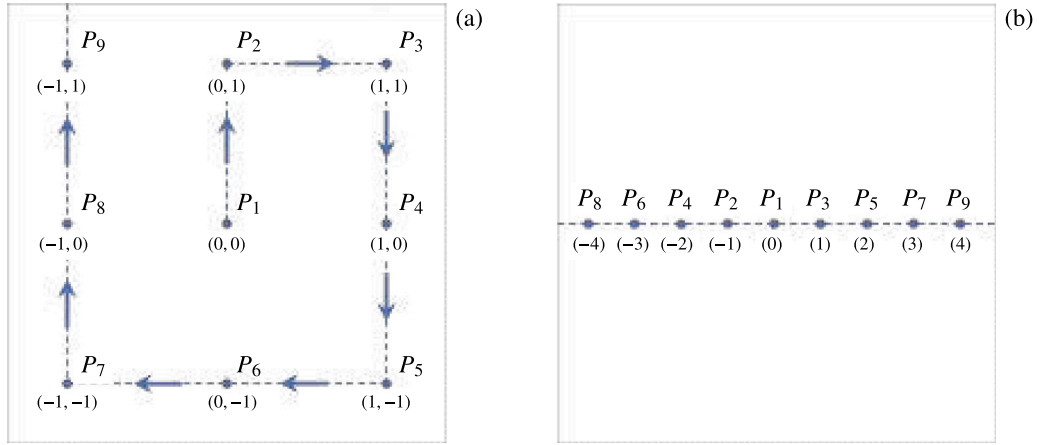 (a)
P₉ P₂ P₃
(−1, 1) (0, 1) (1, 1)
P₈ P₁ P₄
(−1, 0) (0, 0) (1, 0)
P₇ P₆ P₅
(−1, −1) (0, −1) (1, −1)
(b)
P₈ P₆ P₄ P₂ P₁ P₃ P₅ P₇ P₉
(−4) (−3) (−2) (−1) (0) (1) (2) (3) (4)